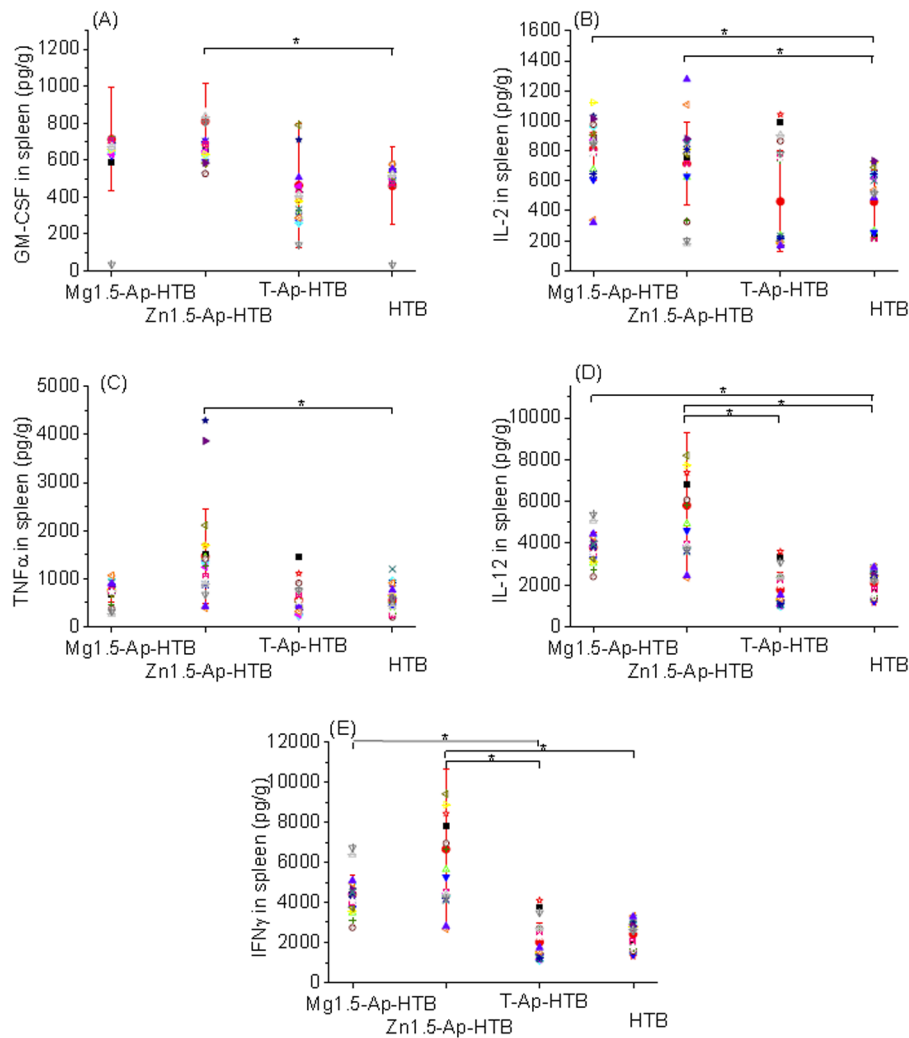 (A)
*
1200
1000
800
600
400
200
0
GM-CSF in spleen (pg/g)
Mg1.5-Ap-HTB
Zn1.5-Ap-HTB
T-Ap-HTB
HTB
(B)
*
*
1600
1400
1200
1000
800
600
400
200
0
IL-2 in spleen (pg/g)
Mg1.5-Ap-HTB
Zn1.5-Ap-HTB
T-Ap-HTB
HTB
(C)
*
5000
4000
3000
2000
1000
0
TNFα in spleen (pg/g)
Mg1.5-Ap-HTB
Zn1.5-Ap-HTB
T-Ap-HTB
HTB
(D)
*
*
*
10000
8000
6000
4000
2000
0
IL-12 in spleen (pg/g)
Mg1.5-Ap-HTB
Zn1.5-Ap-HTB
T-Ap-HTB
HTB
(E)
*
*
*
12000
10000
8000
6000
4000
2000
0
IFNγ in spleen (pg/g)
Mg1.5-Ap-HTB
Zn1.5-Ap-HTB
T-Ap-HTB
HTB